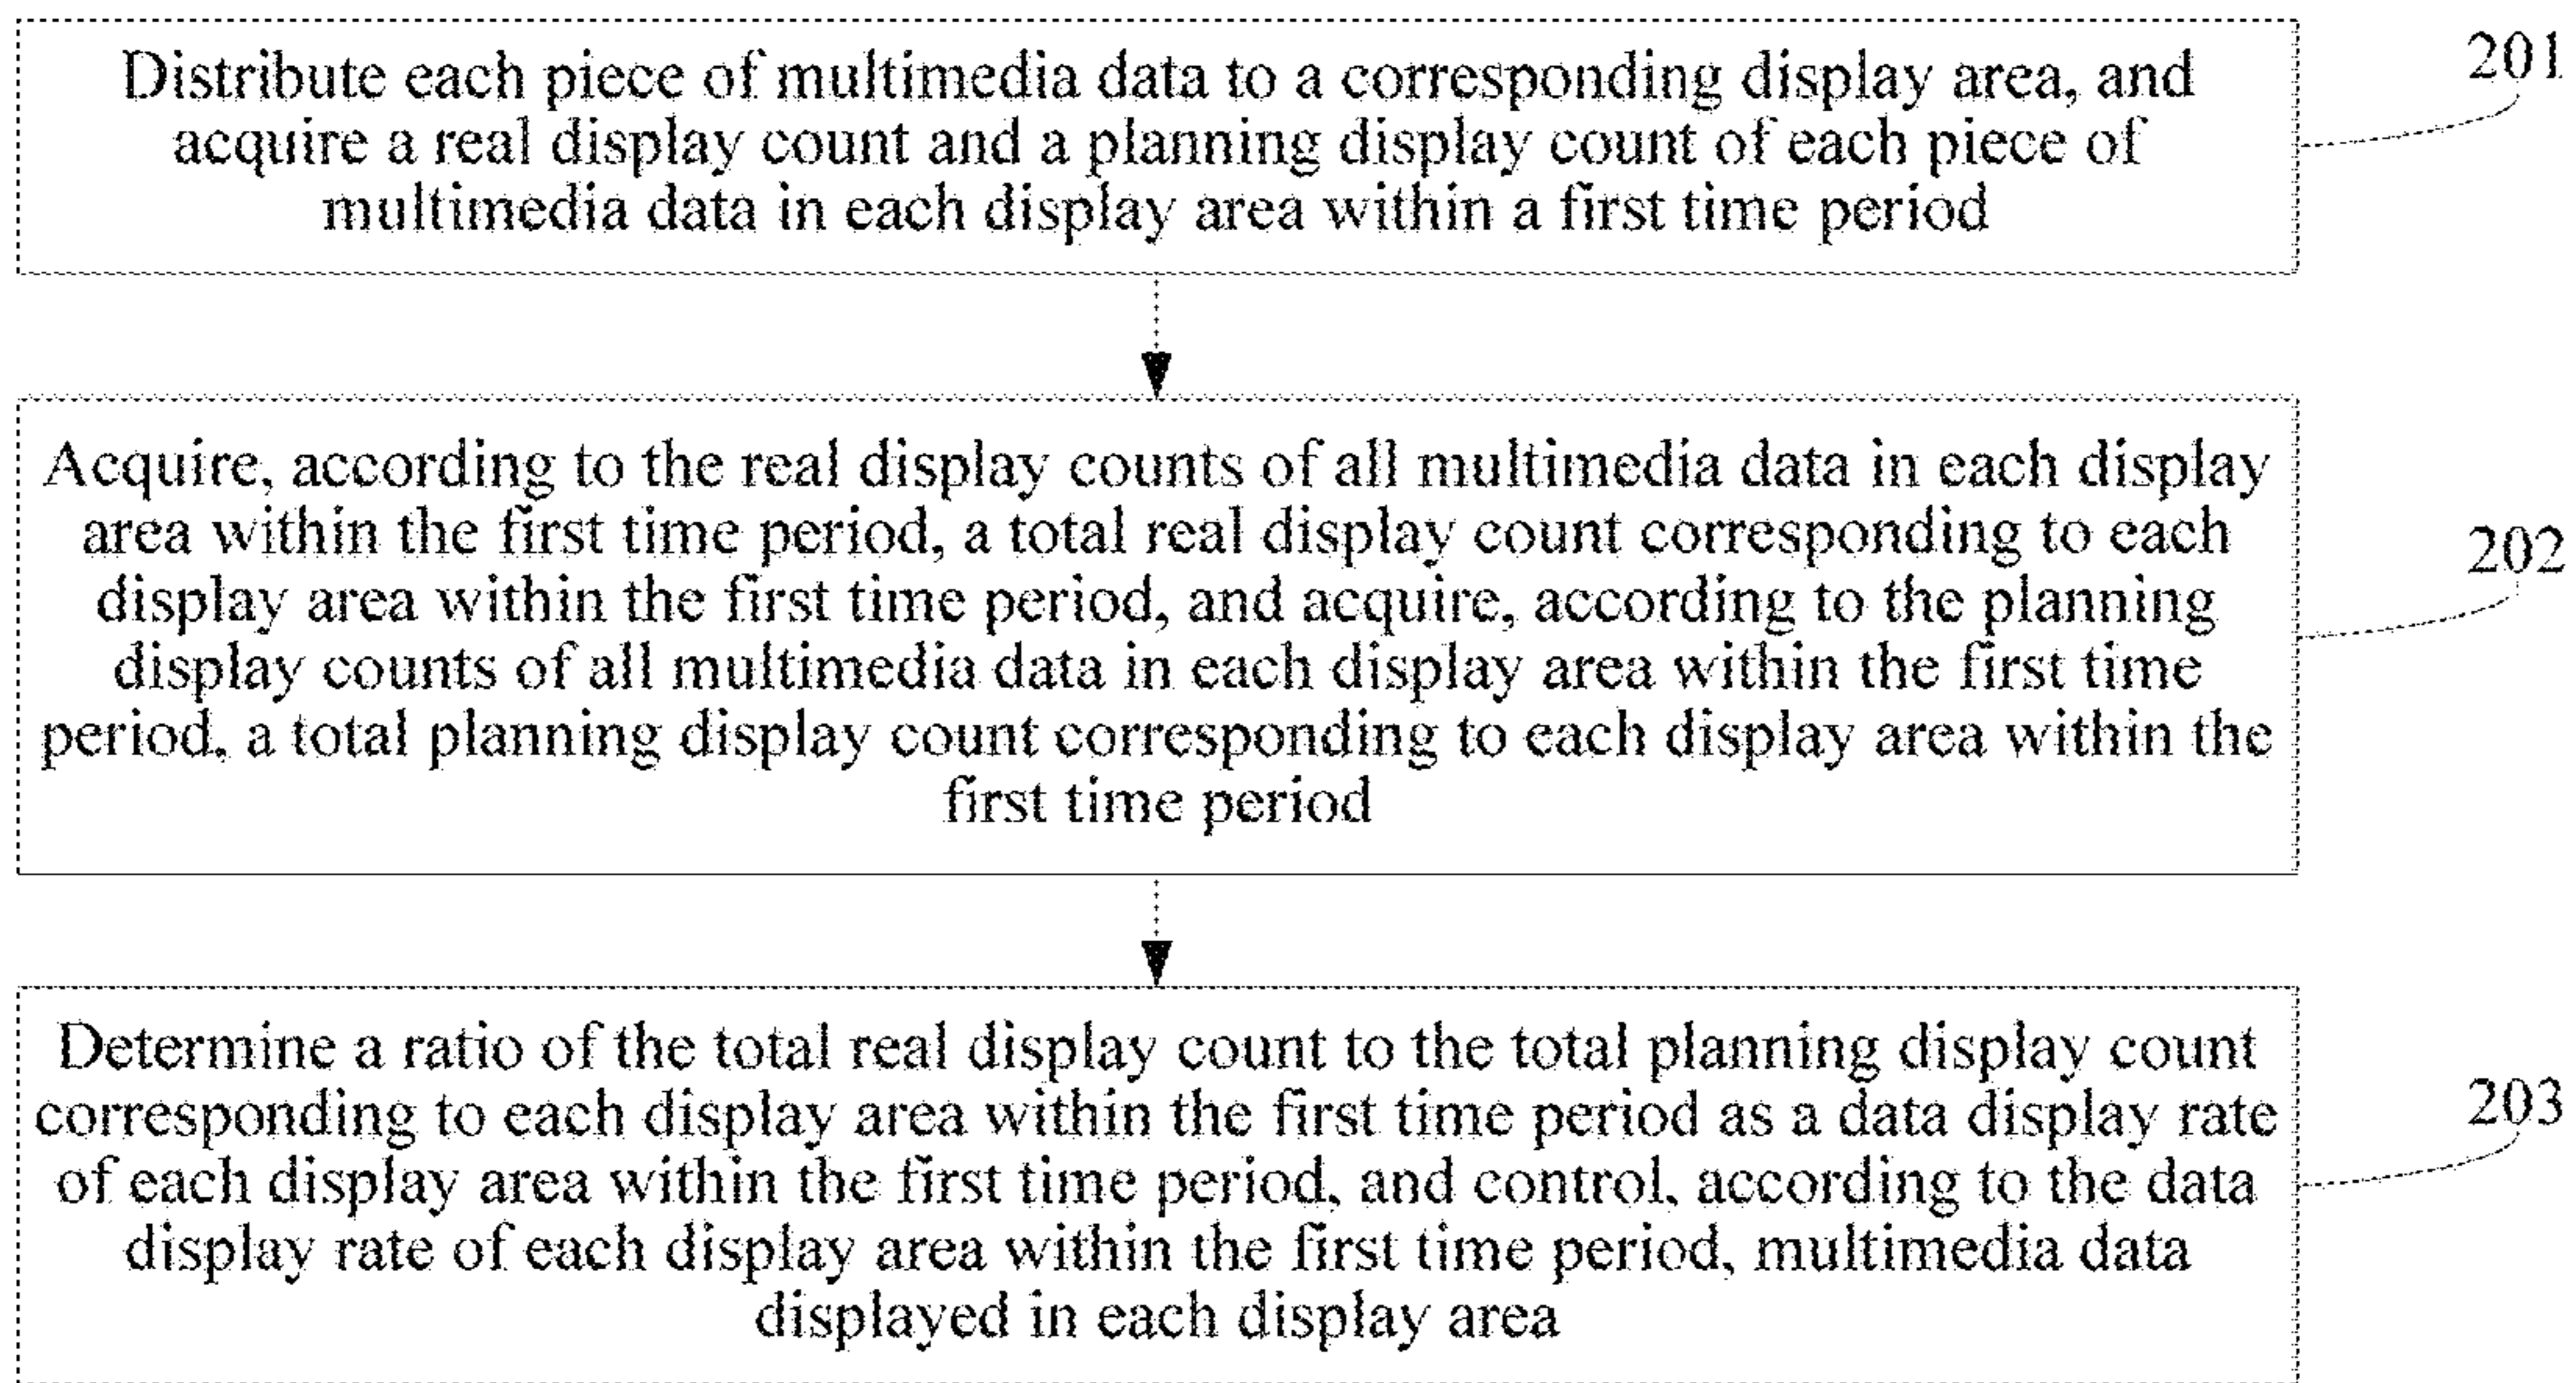 Distribute each piece of multimedia data to a corresponding display area, and
acquire a real display count and a planning display count of each piece of
multimedia data in each display area within a first time period
201
Acquire, according to the real display counts of all multimedia data in each display
area within the first time period, a total real display count corresponding to each
display area within the first time period, and acquire, according to the planning
display counts of all multimedia data in each display area within the first time
period, a total planning display count corresponding to each display area within the
first time period
202
Determine a ratio of the total real display count to the total planning display count
corresponding to each display area within the first time period as a data display rate
of each display area within the first time period, and control, according to the data
display rate of each display area within the first time period, multimedia data
displayed in each display area
203